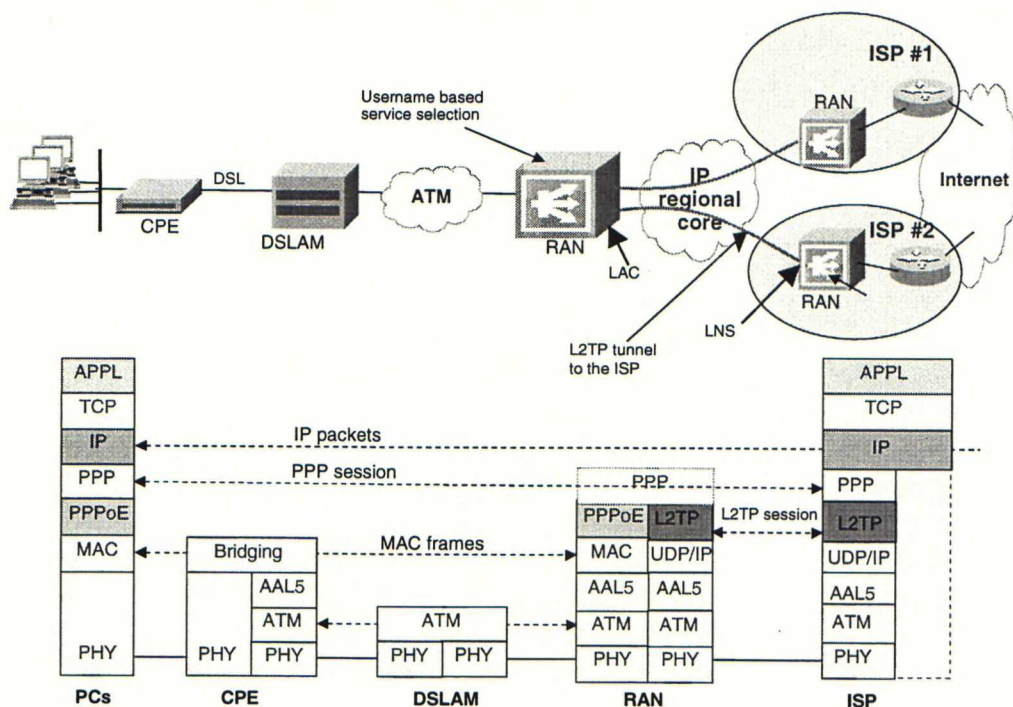 ISP #1
Username based
service selection
RAN
DSL
ATM
IP
regional
core
Internet
CPE
DSLAM
RAN
LAC
ISP #2
RAN
LNS
L2TP tunnel
to the ISP
APPL
APPL
TCP
TCP
IP
IP packets
IP
PPP
PPP session
PPP
PPP
PPPoE
PPPoE
L2TP
L2TP session
L2TP
MAC
Bridging
MAC frames
MAC
UDP/IP
UDP/IP
AAL5
AAL5
AAL5
AAL5
ATM
ATM
ATM
ATM
ATM
PHY
PHY
PHY
PHY
PHY
PHY
PHY
PHY
PCs
CPE
DSLAM
RAN
ISP